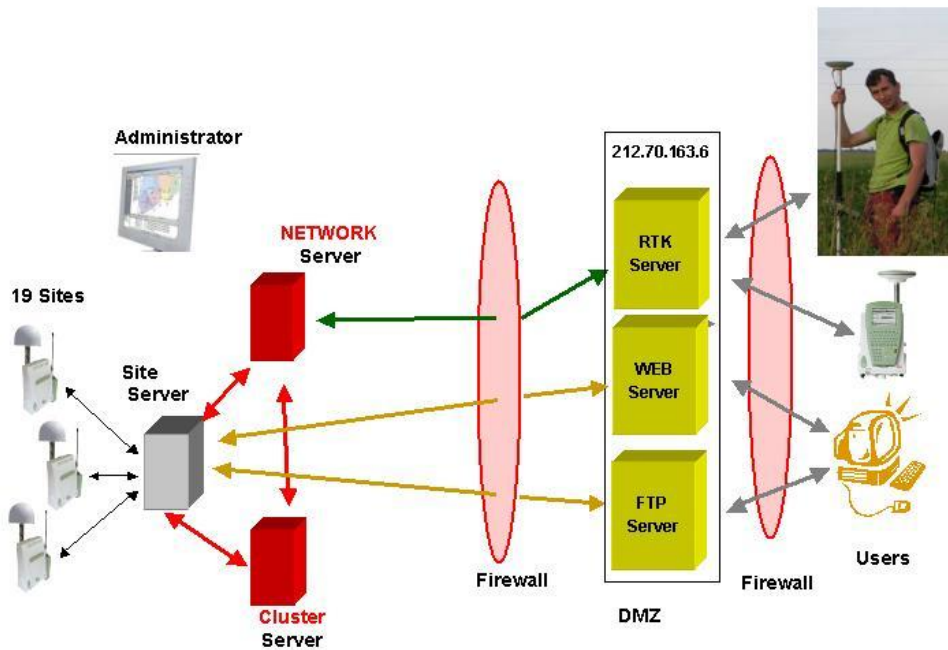 Administrator
212.70.163.6
NETWORK
Server
RTK
Server
19 Sites
Site
Server
WEB
Server
FTP
Server
Users
Firewall
Firewall
DMZ
Cluster
Server